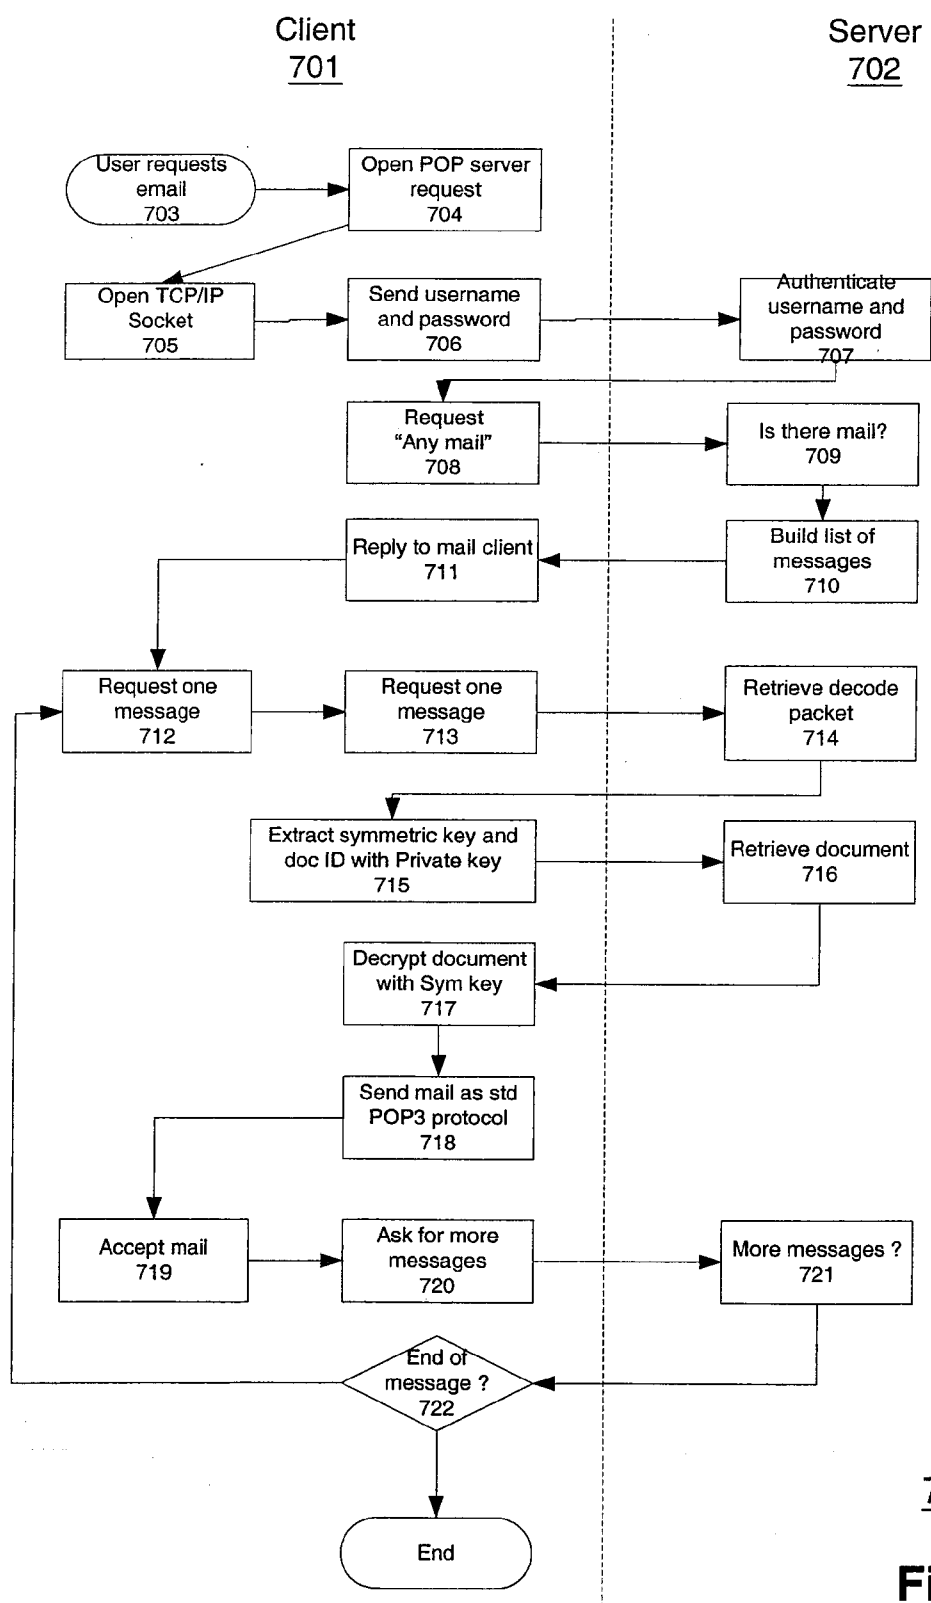 Client
701
Server
702
User requests
email
703
Open POP server
request
704
Open TCP/IP
Socket
705
Send username
and password
706
Authenticate
username and
password
707
Request
“Any mail”
708
Is there mail?
709
Reply to mail client
711
Build list of
messages
710
Request one
message
712
Request one
message
713
Retrieve decode
packet
714
Extract symmetric key and
doc ID with Private key
715
Retrieve document
716
Decrypt document
with Sym key
717
Send mail as std
POP3 protocol
718
Accept mail
719
Ask for more
messages
720
More messages ?
721
End of
message ?
722
End